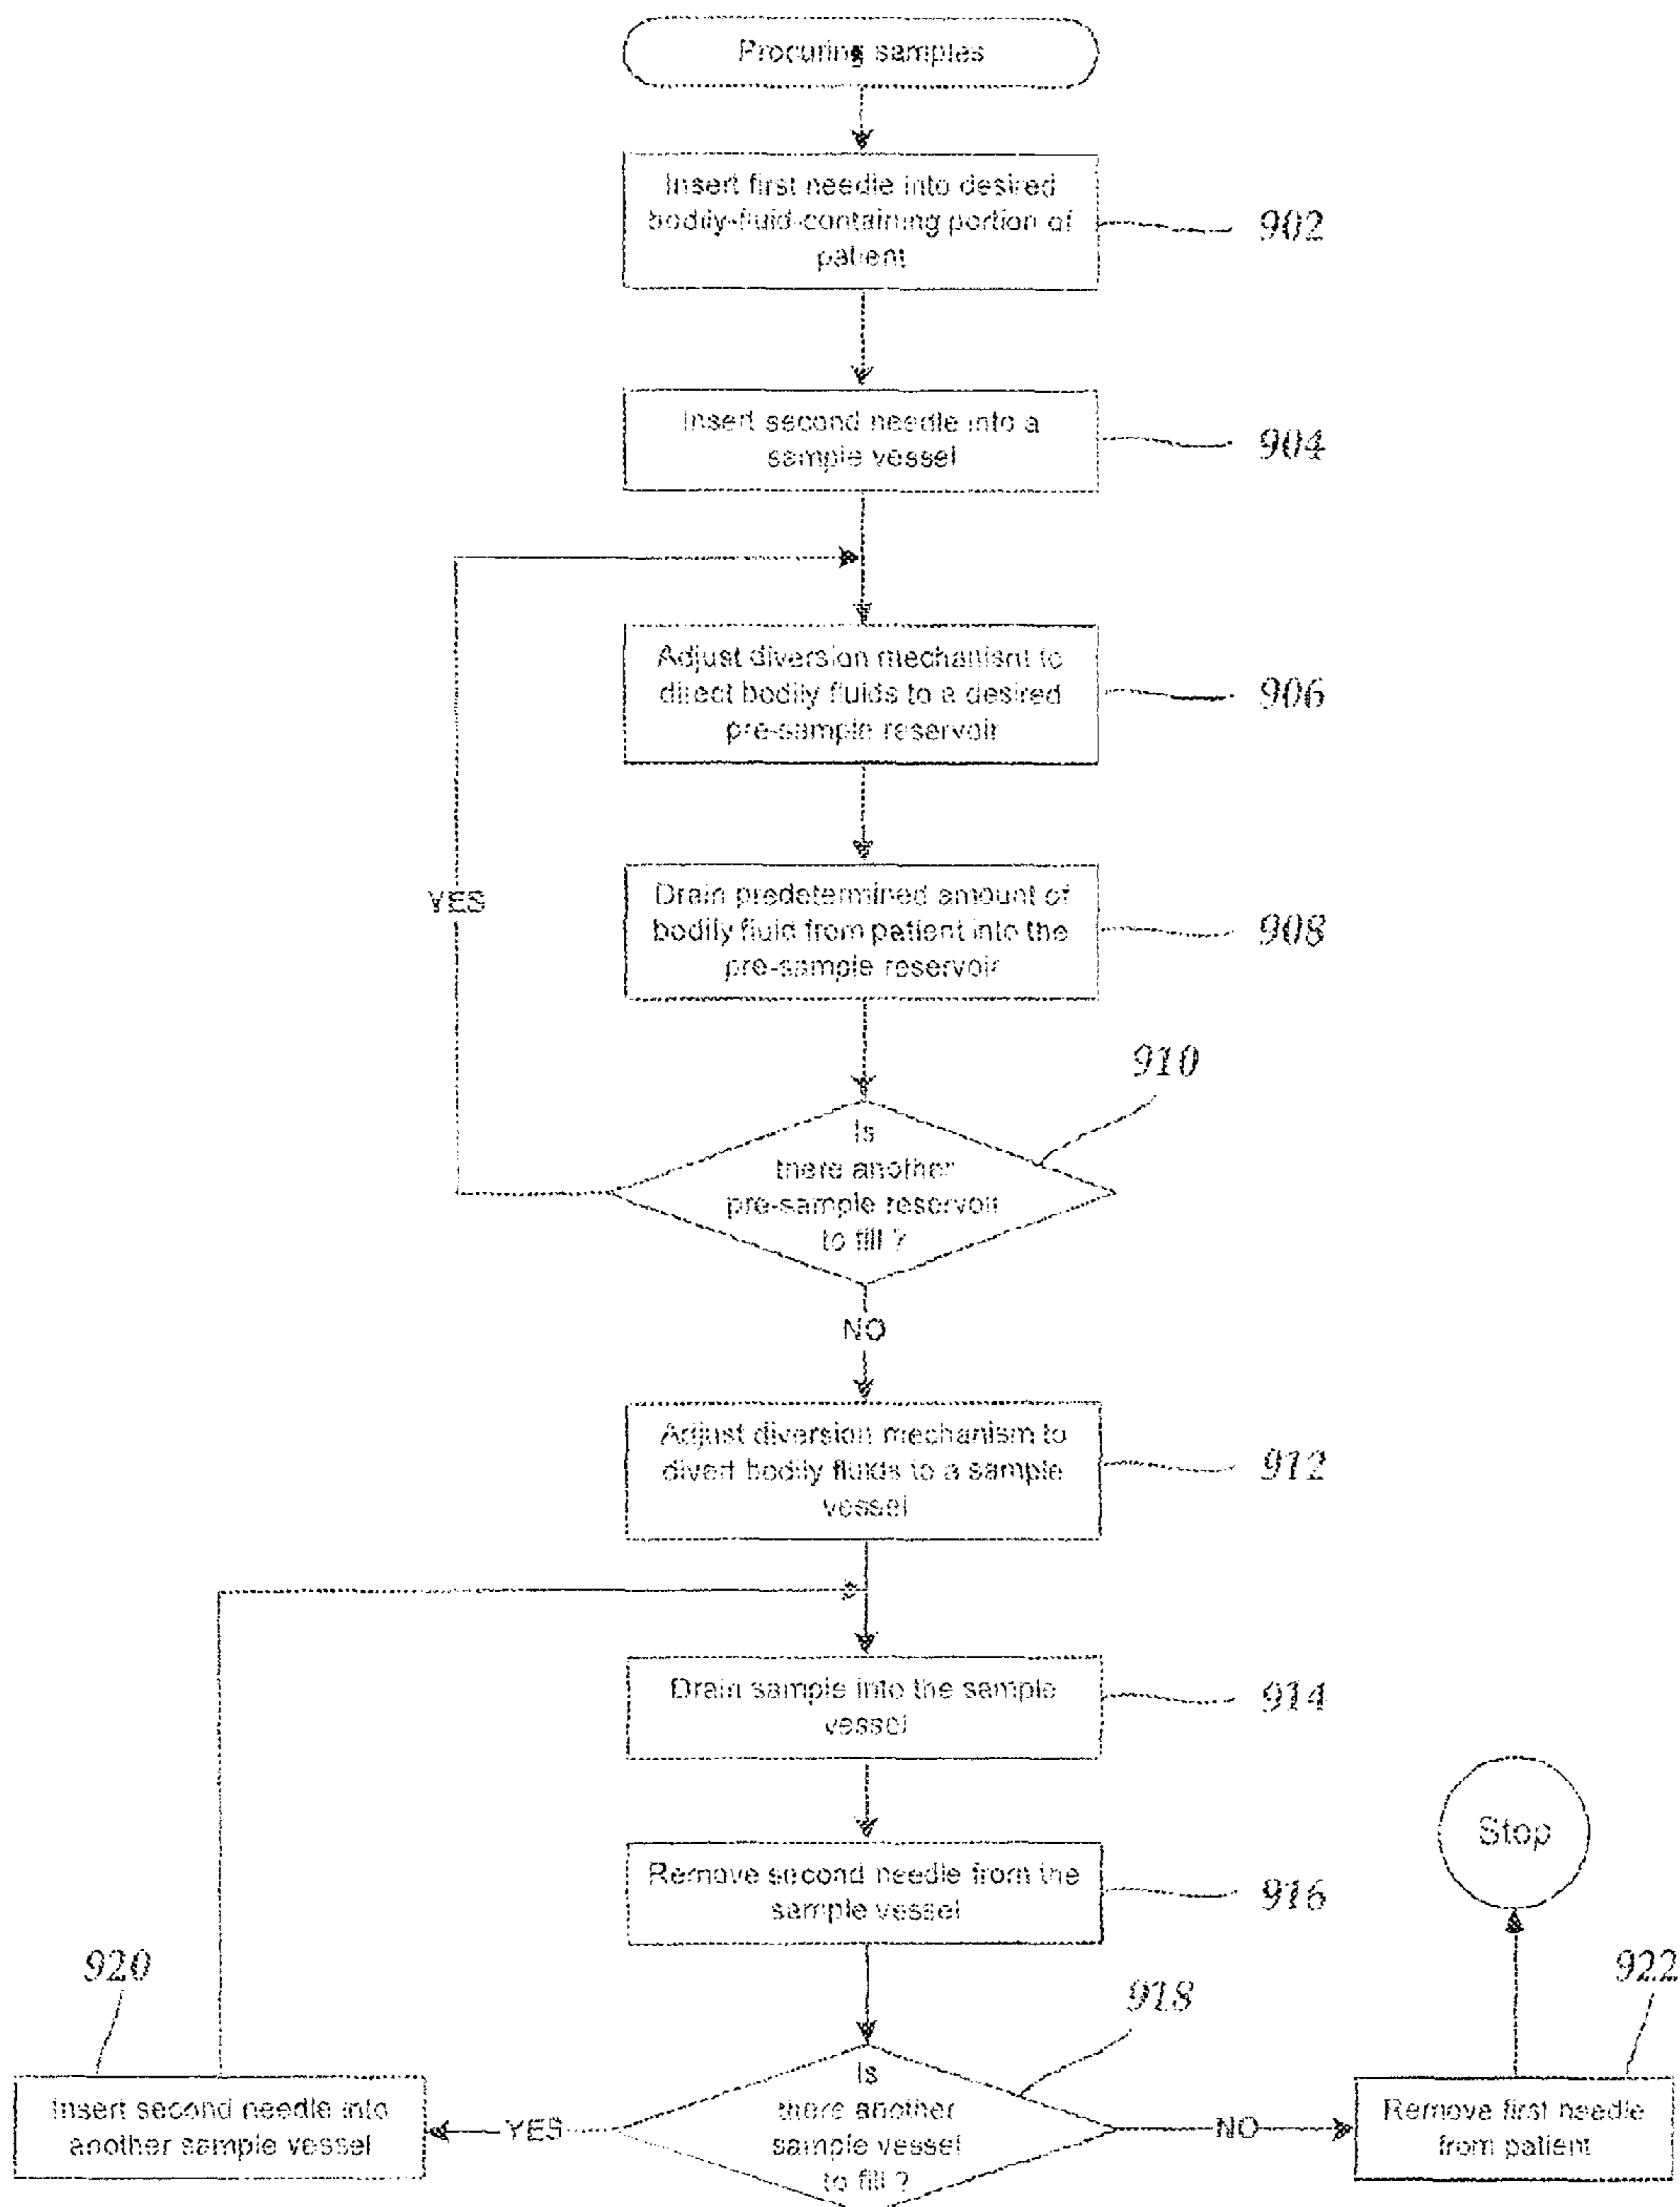 Procuring samples
Insert first needle into desired
bodily-fluid-containing portion of
patient
902
Insert second needle into a
sample vessel
904
Adjust diversion mechanism to
direct bodily fluids to a desired
pre-sample reservoir
906
YES
Drain predetermined amount of
bodily fluid from patient into the
pre-sample reservoir
908
910
Is
there another
pre-sample reservoir
to fill ?
NO
Adjust diversion mechanism to
divert bodily fluids to a sample
vessel
912
Drain sample into the sample
vessel
914
Stop
Remove second needle from the
sample vessel
916
920
918
922
Insert second needle into
another sample vessel
YES
Is
there another
sample vessel
to fill ?
NO
Remove first needle
from patient